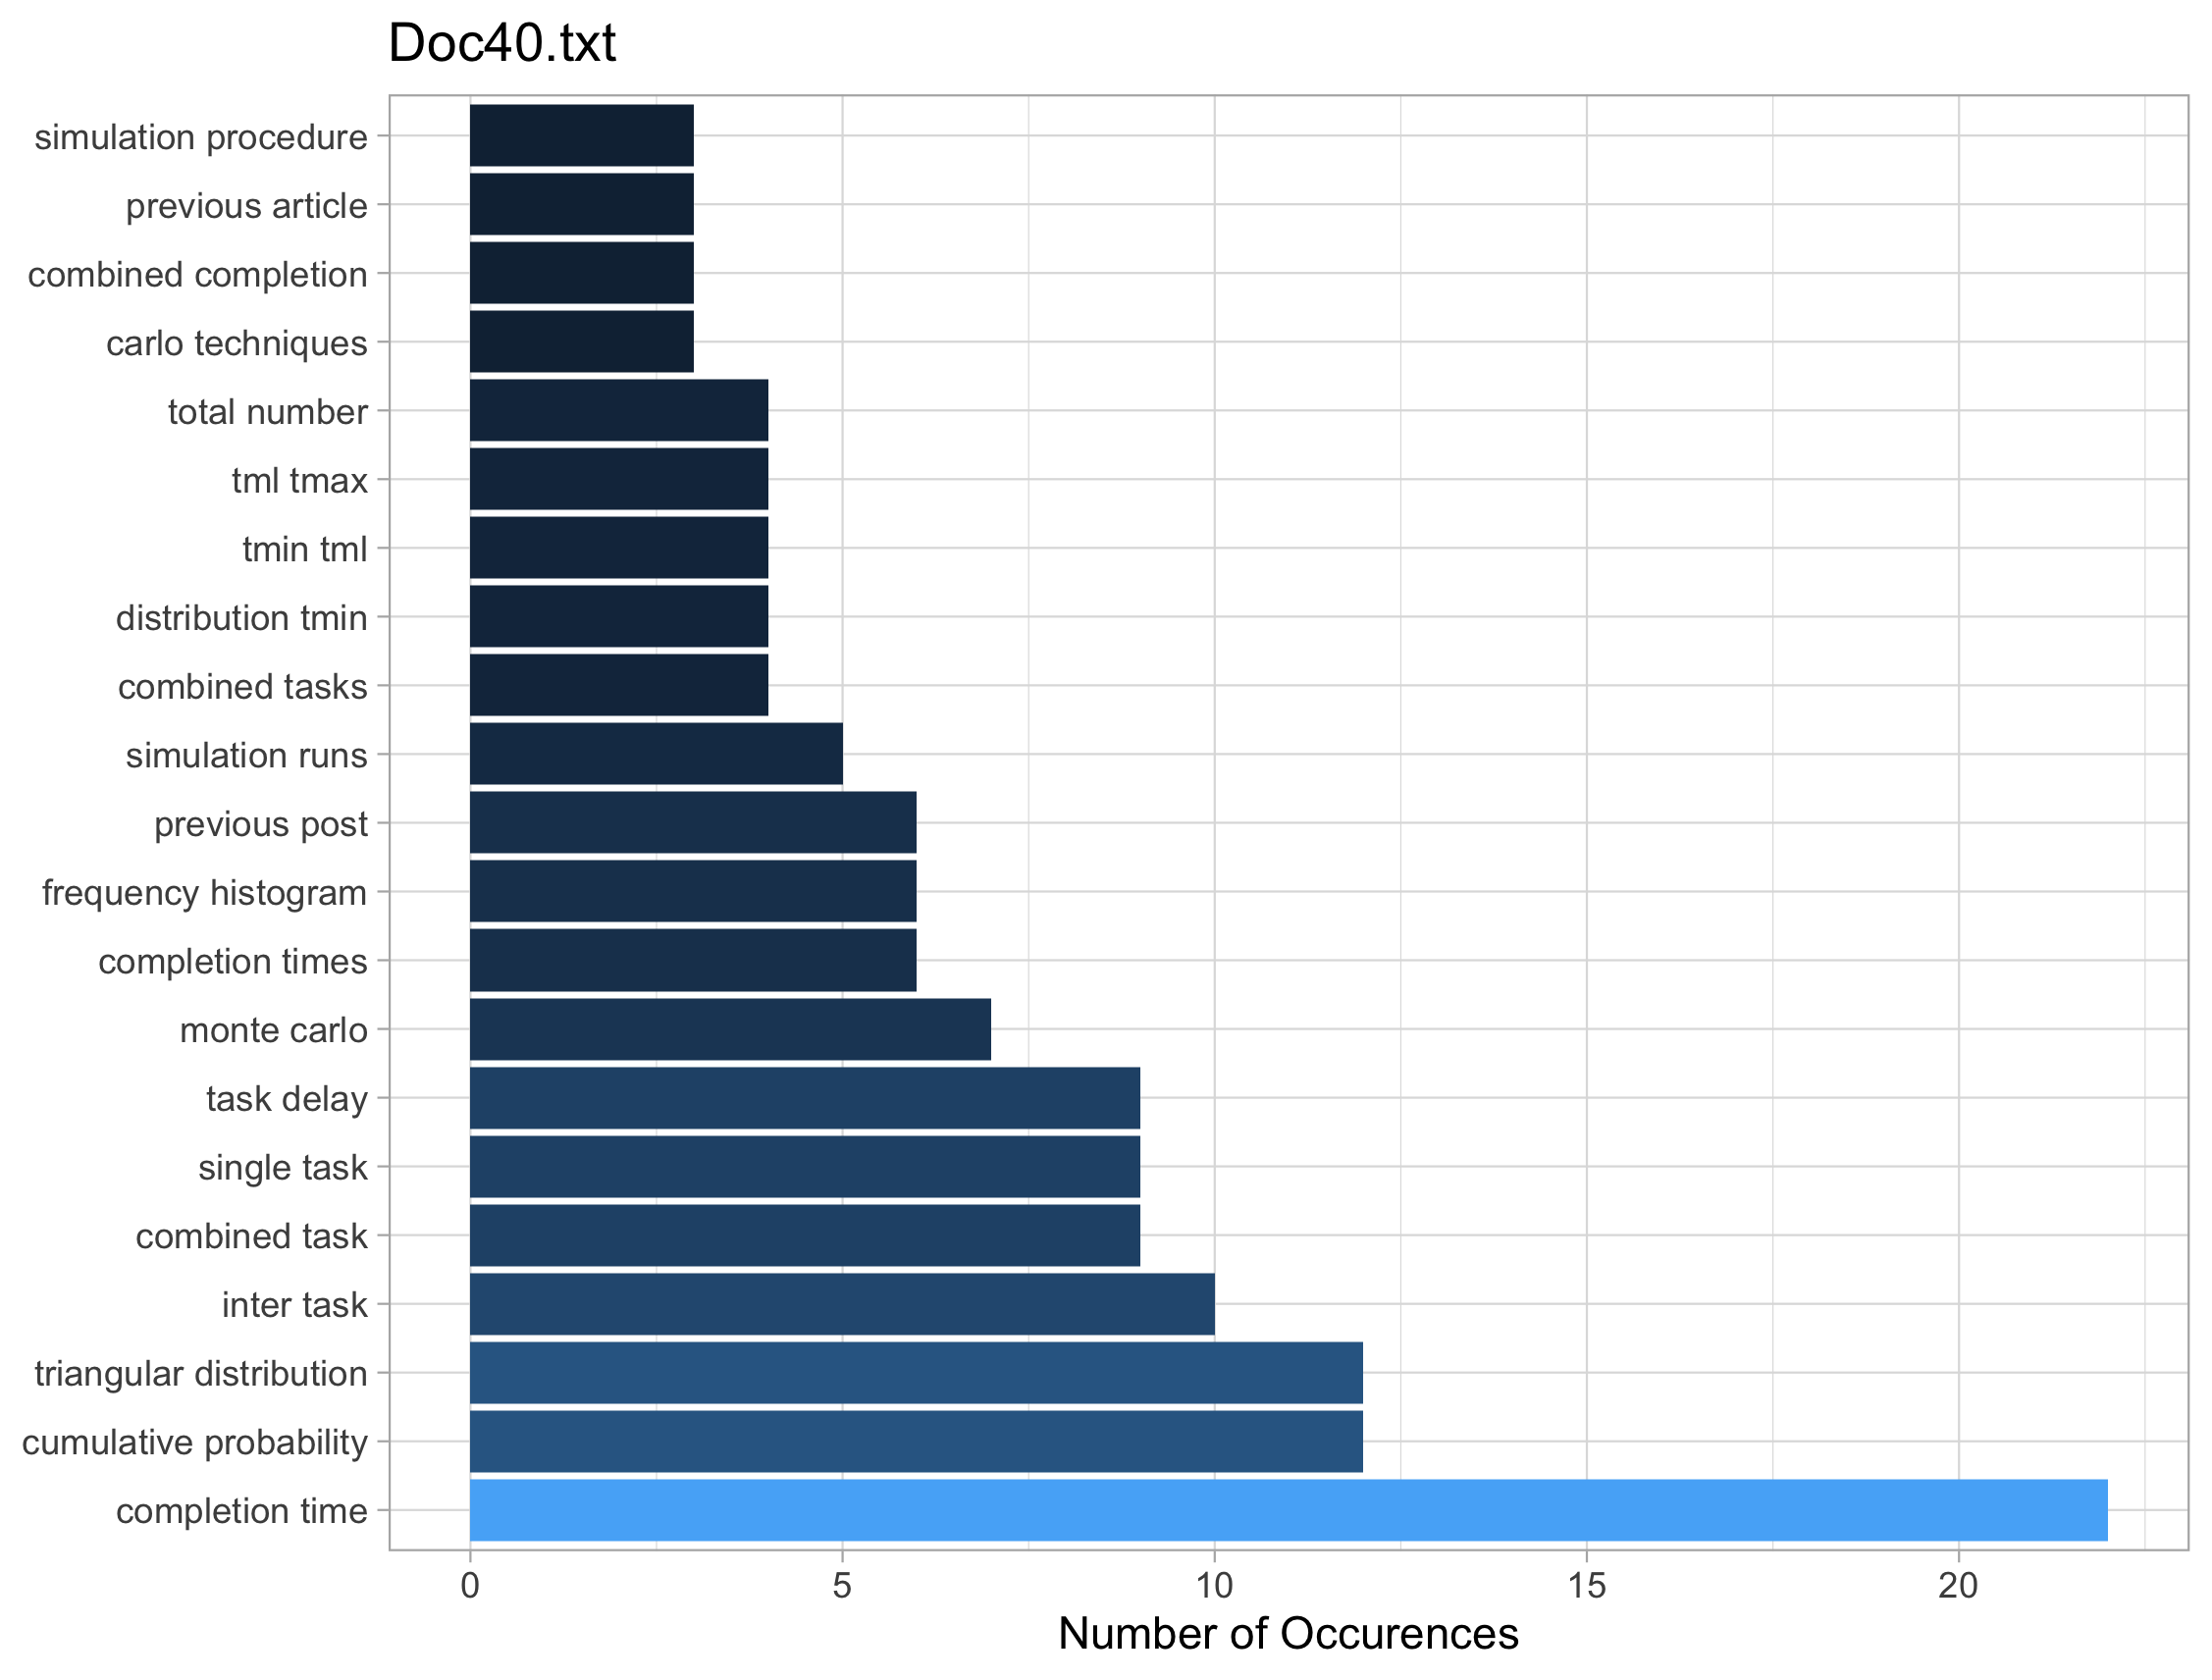 Doc40.txt
simulation procedure
previous article
combined completion
carlo techniques
total number
tml tmax
tmin tml
distribution tmin
combined tasks
simulation runs
previous post
frequency histogram
completion times
monte carlo
task delay
single task
combined task
inter task
triangular distribution
cumulative probability
completion time
0 5 10 15 20
Number of Occurences